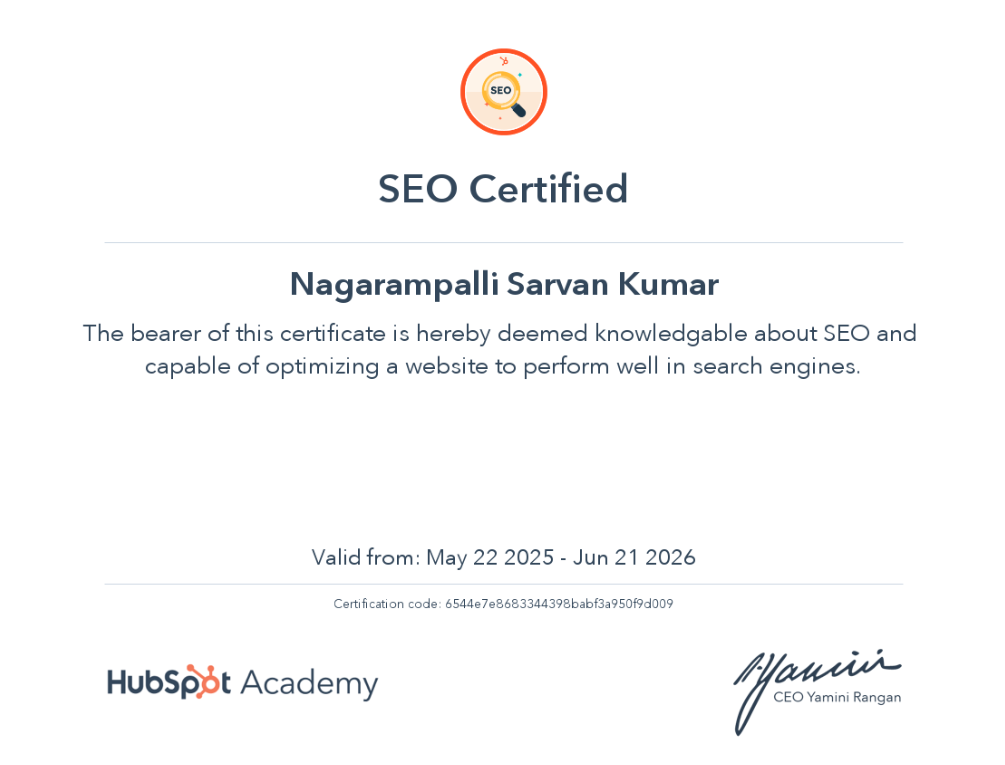 SEO
SEO Certified
Nagarampalli Sarvan Kumar
The bearer of this certificate is hereby deemed knowledgable about SEO and
capable of optimizing a website to perform well in search engines.
Valid from: May 22 2025 - Jun 21 2026
Certification code: 6544e7e8683344398babf3a950f9d009
HubSpot Academy
Yamini
CEO Yamini Rangan